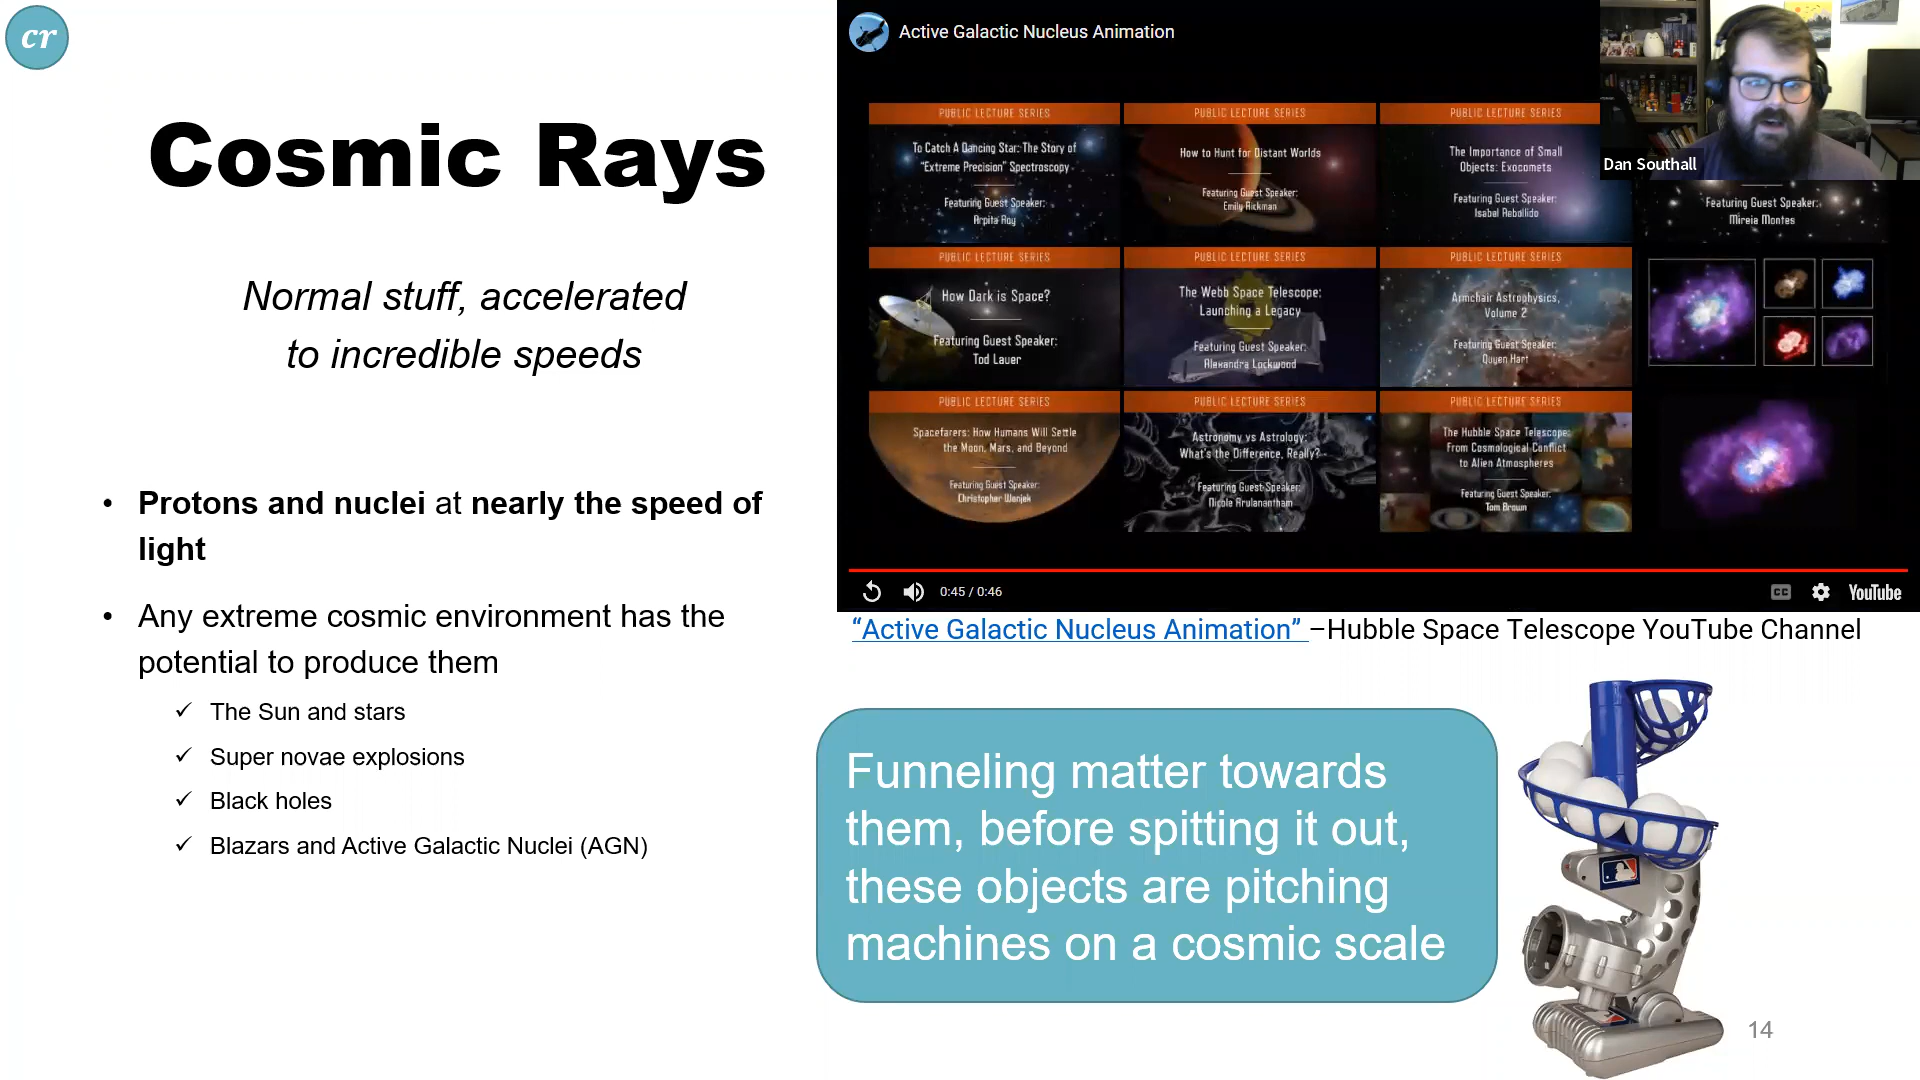 cr
Cosmic Rays
Normal stuff, accelerated
to incredible speeds
• Protons and nuclei at nearly the speed of
light
• Any extreme cosmic environment has the
potential to produce them
✓ The Sun and stars
✓ Super novae explosions
✓ Black holes
✓ Blazars and Active Galactic Nuclei (AGN)
Active Galactic Nucleus Animation
PUBLIC LECTURE SERIES
To Catch A Dancing Star: The Story of
"Extreme Precision" Spectroscopy
Featuring Guest Speaker:
Arpita Roy
PUBLIC LECTURE SERIES
How to Hunt for Distant Worlds
Featuring Guest Speaker:
Emily Rickman
PUBLIC LECTURE SERIES
The Importance of Small
Objects: Exocomets
Featuring Guest Speaker:
Isabel Rebollido
Dan Southall
Featuring Guest Speaker:
Mireia Montes
PUBLIC LECTURE SERIES
How Dark is Space?
Featuring Guest Speaker:
Tod Lauer
PUBLIC LECTURE SERIES
The Webb Space Telescope:
Launching a Legacy
Featuring Guest Speaker:
Alexandra Lockwood
PUBLIC LECTURE SERIES
Armchair Astrophysics,
Volume 2
Featuring Guest Speaker:
Quyen Hart
PUBLIC LECTURE SERIES
Spacefarers: How Humans Will Settle
the Moon, Mars, and Beyond
Featuring Guest Speaker:
Christopher Wanjek
PUBLIC LECTURE SERIES
Astronomy vs Astrology:
What's the Difference, Really?
Featuring Guest Speaker:
Nicole Arulanantham
PUBLIC LECTURE SERIES
The Hubble Space Telescope:
From Cosmological Conflict
to Alien Atmospheres
Featuring Guest Speaker:
Tom Brown
0:45 / 0:46
CC
YouTube
“Active Galactic Nucleus Animation” –Hubble Space Telescope YouTube Channel
Funneling matter towards
them, before spitting it out,
these objects are pitching
machines on a cosmic scale
14